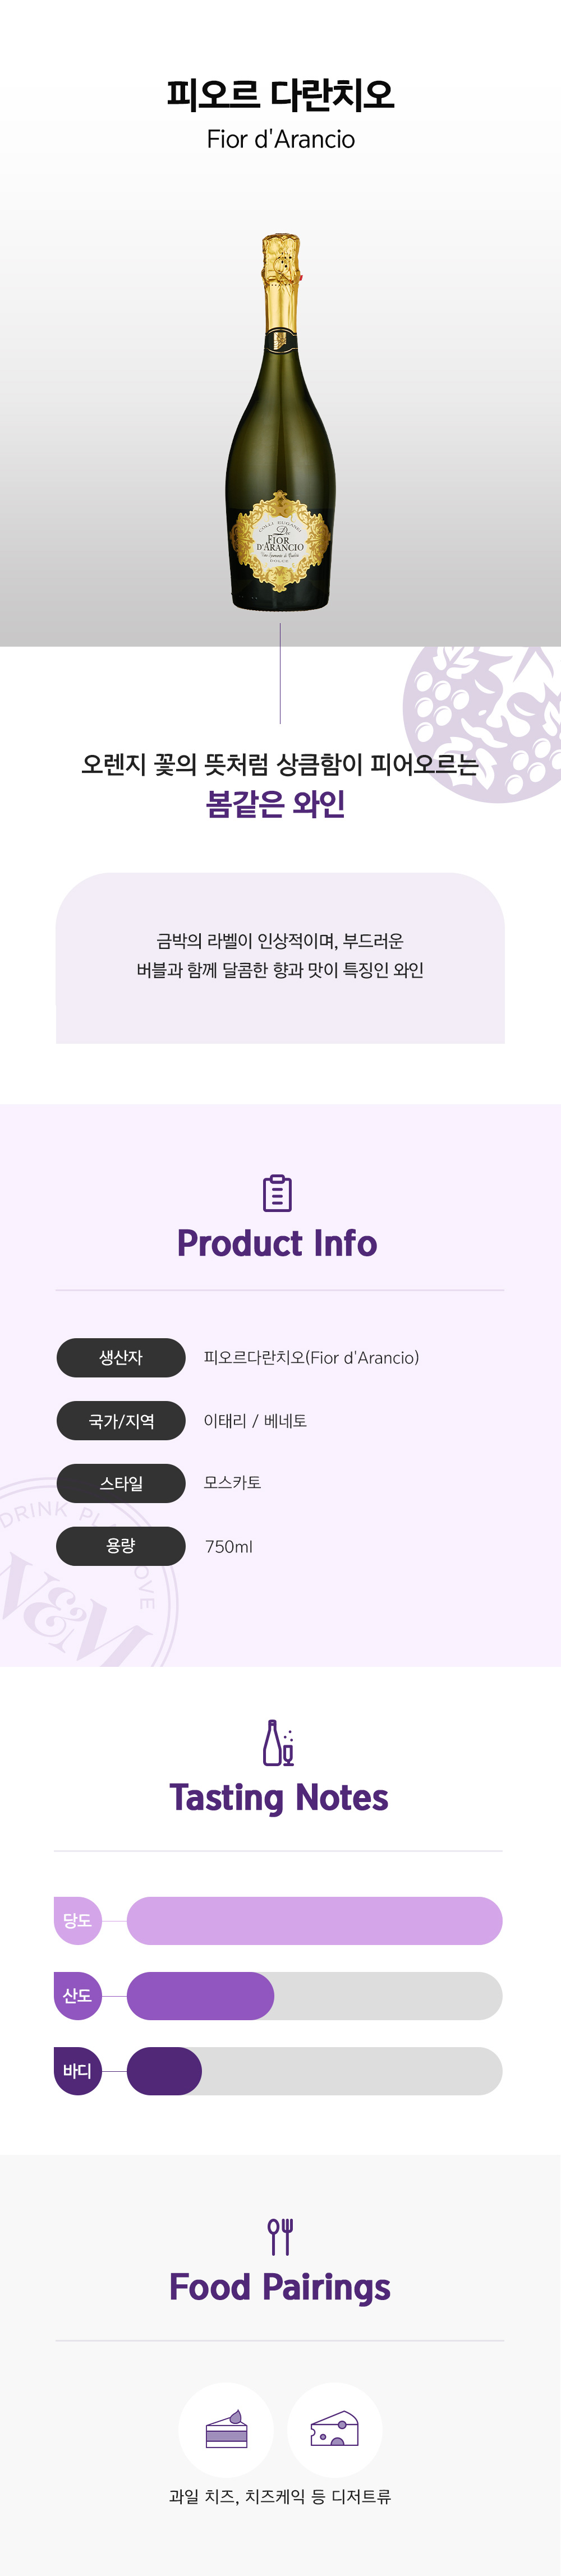 피오르 다란치오
Fior d'Arancio
COLLI EUGANEI
FIOR
D'ARANCIO
DOLCE
오렌지 꽃의 뜻처럼 상큼함이 피어오르는
봄같은 와인
금박의 라벨이 인상적이며, 부드러운
버블과 함께 달콤한 향과 맛이 특징인 와인
Product Info
생산자 피오르다란치오(Fior d'Arancio)
국가/지역 이태리 / 베네토
스타일 모스카토
용량 750ml
DRINK
W&M
Tasting Notes
당도
산도
바디
Food Pairings
과일 치즈, 치즈케익 등 디저트류